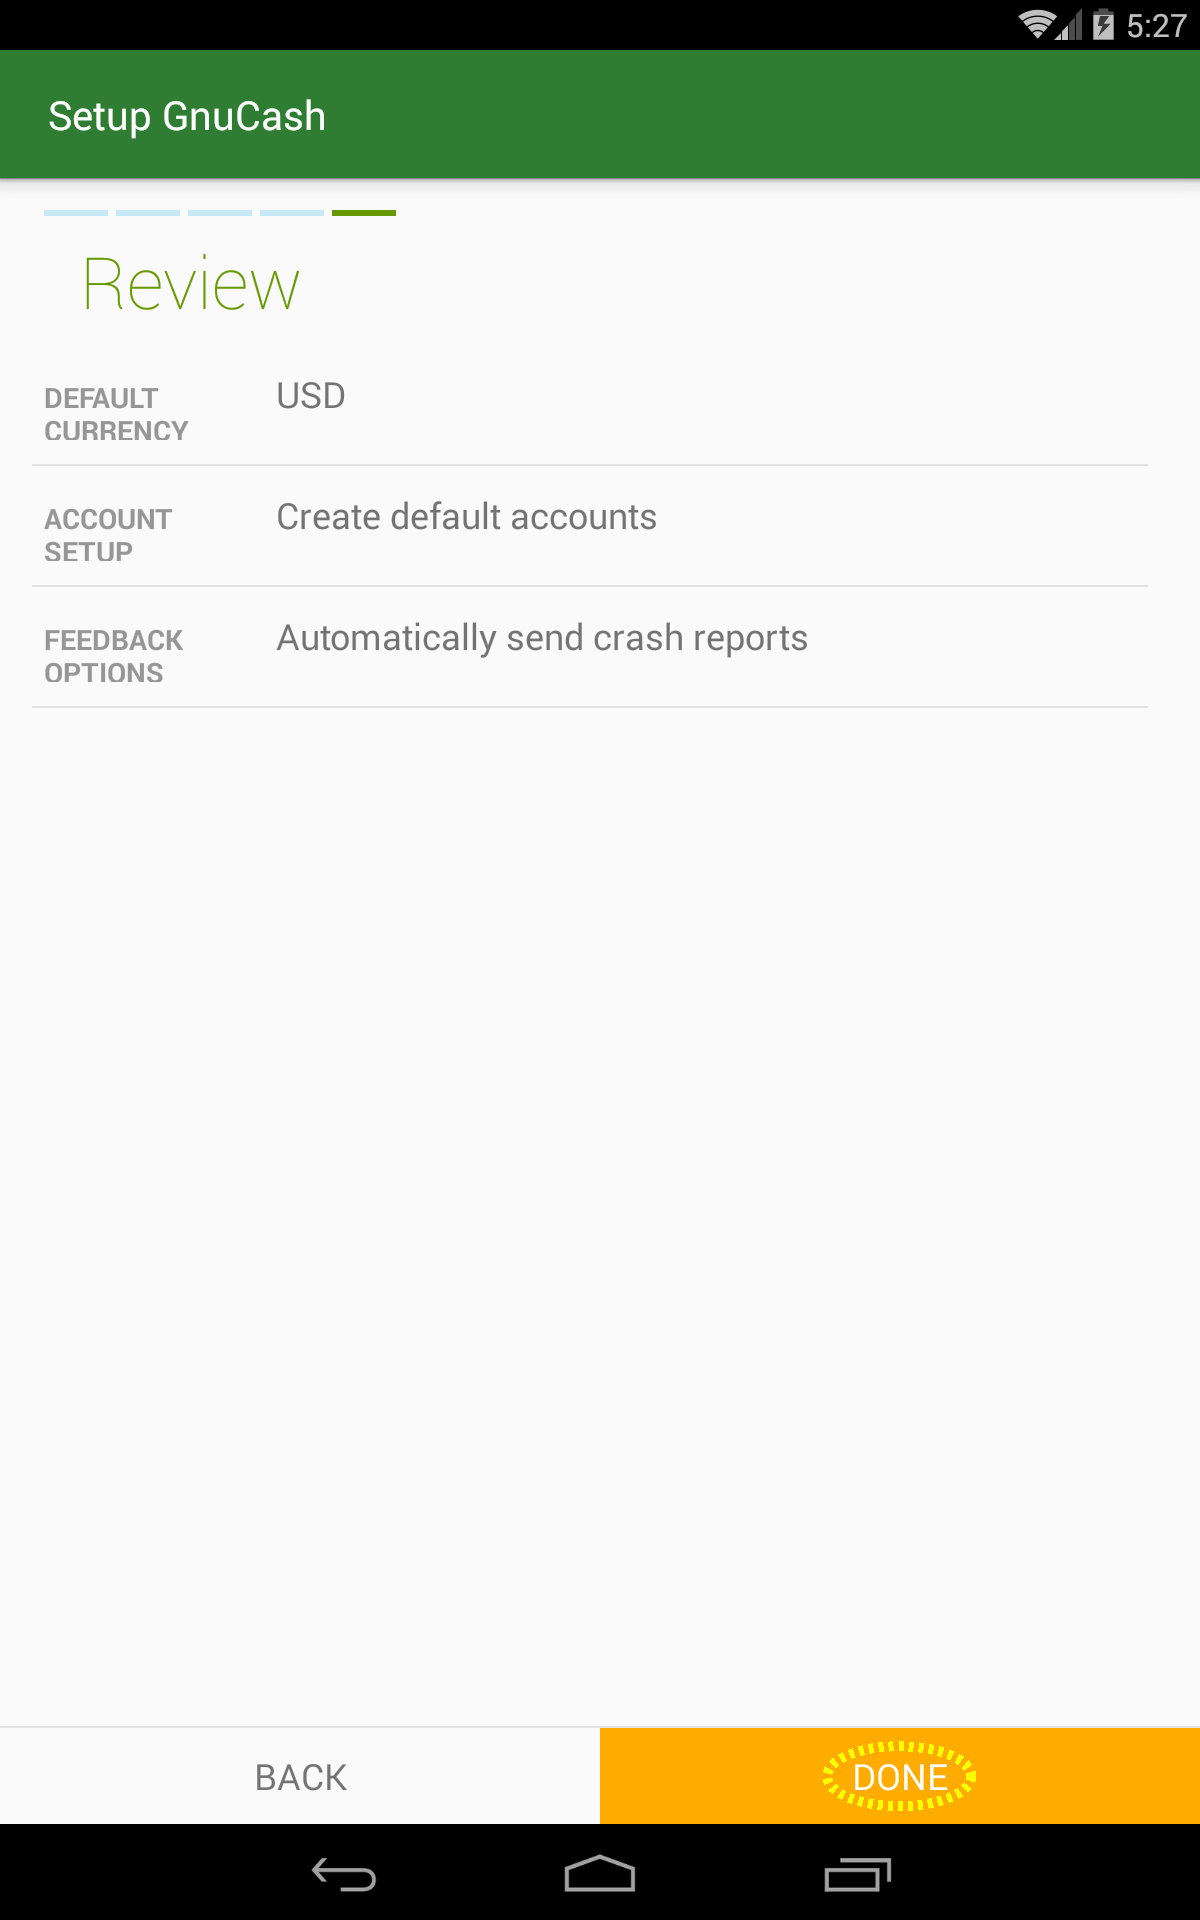 5:27
Setup GnuCash
Review
DEFAULT
CURRENCY
USD
ACCOUNT
SETUP
Create default accounts
FEEDBACK
OPTIONS
Automatically send crash reports
BACK
DONE